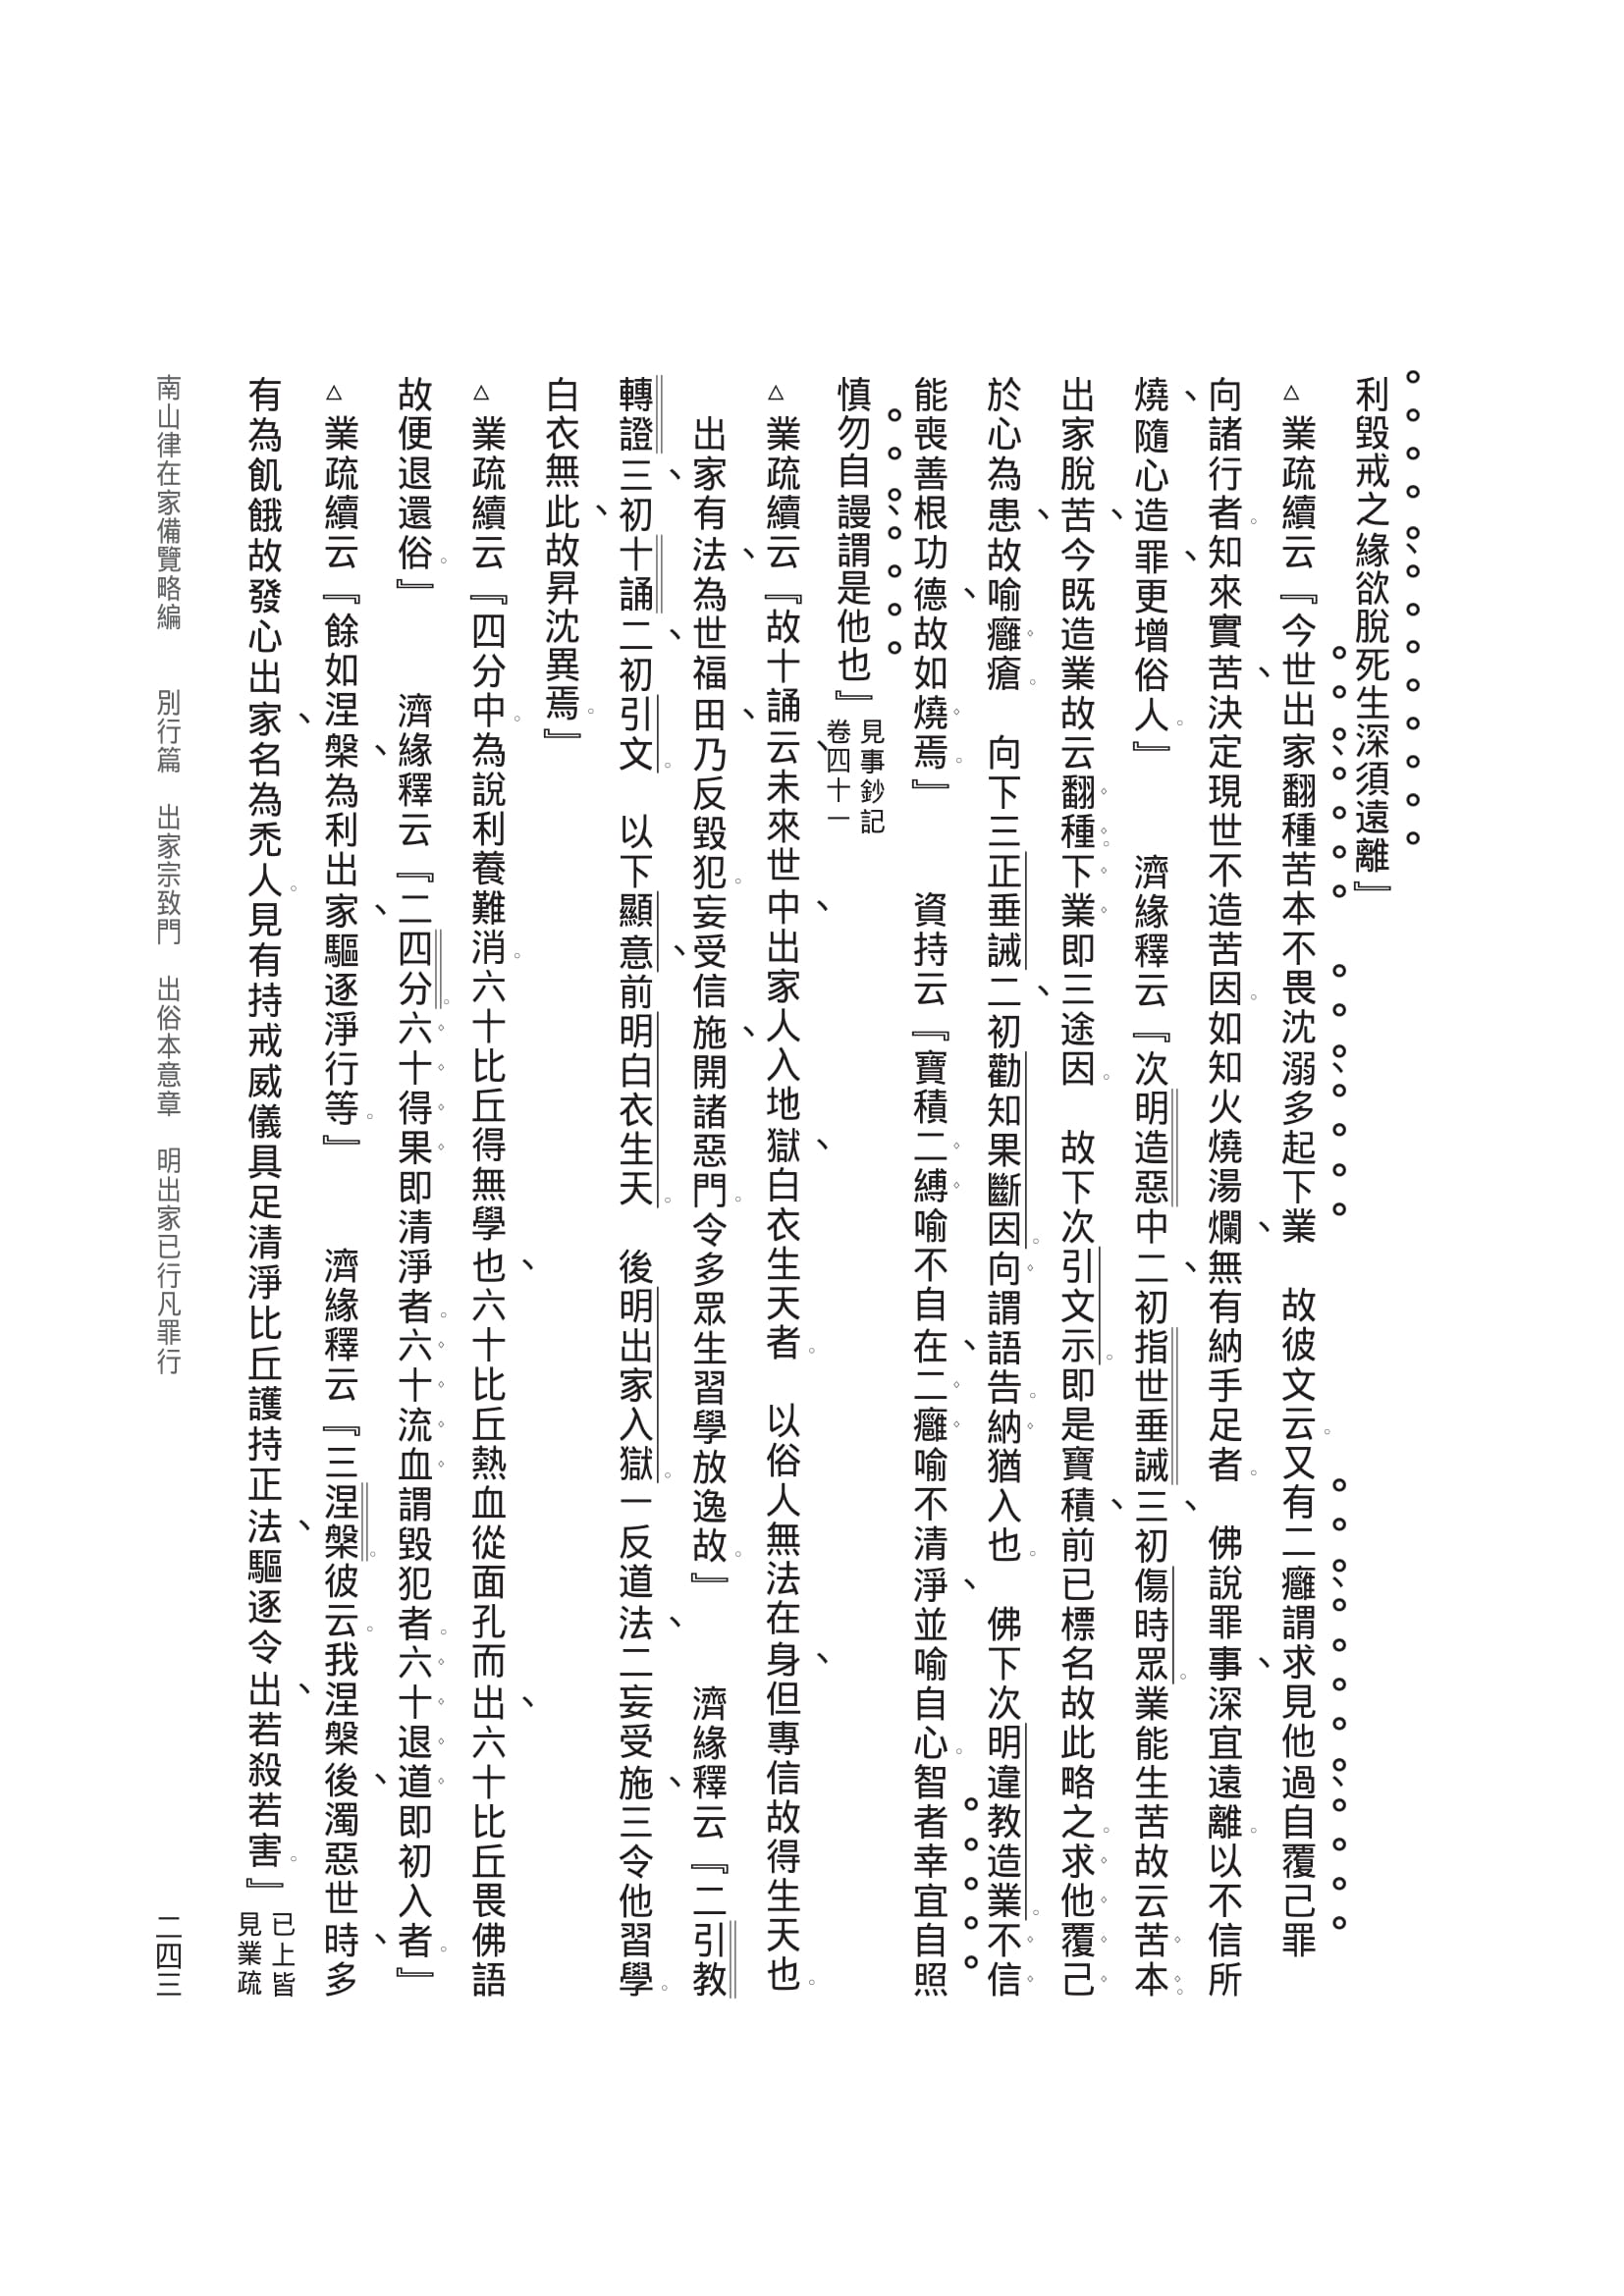 利毀戒之緣欲脫死生深須遠離』
△業疏續云『今世出家翻種苦本不畏沈溺多起下業　故彼文云。又有二癰謂求見他過自覆己罪
向諸行者。知來實苦、決定現世不造苦因。如知火燒湯爛、無有納手足者。　佛說罪事、深宜遠離。以不信所
燒、隨心造罪、更增俗人。』　濟緣釋云『次明造惡中二、初指世垂誡三、初傷時眾。業能生苦故云苦本。
出家脫苦、今既造業故云翻種。下業即三途因。　故下次引文示。即是寶積、前已標名故此略之。求他覆己
於心為患、故喻癰瘡。　向下三正垂誡二、初勸知果斷因。向謂語告。納猶入也。　佛下次明違教造業。不信
能喪善根功德、故如燒焉。』　資持云『寶積二縛喻不自在、二癰喻不清淨、並喻自心。智者幸宜自照
慎勿自謾謂是他也』見事鈔記卷四十一
△業疏續云『故十誦云、未來世中、出家人入地獄、白衣生天者。　以俗人無法在身、但專信故得生天也。
出家有法、為世福田、乃反毀犯。妄受信施、開諸惡門。令多眾生習學放逸故。』　濟緣釋云『二引教
轉證三、初十誦二、初引文。　以下顯意、前明白衣生天。　後明出家入獄。一反道法、二妄受施、三令他習學。
白衣無此、故昇沈異焉。』
△業疏續云『四分中。為說利養難消。六十比丘得無學也、六十比丘熱血從面孔而出、六十比丘畏佛語
故便退還俗。』　濟緣釋云『二四分。六十得果即清淨者。六十流血謂毀犯者。六十退道即初入者。』
△業疏續云『餘如涅槃、為利出家、驅逐淨行等。』　濟緣釋云『三涅槃。彼云。我涅槃後、濁惡世時、多
有為飢餓故發心出家、名為禿人。見有持戒威儀具足清淨比丘護持正法、驅逐令出、若殺若害。』已上皆見業疏
南山律在家備覽略編　別行篇　出家宗致門　出俗本意章　明出家已行凡罪行
二四三